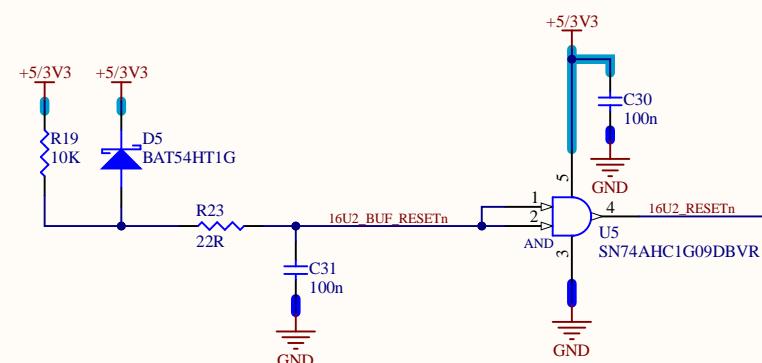 +5/3V3
+5/3V3
+5/3V3
R19
10K
D5
BAT54HT1G
C30
100n
GND
5
R23
22R
16U2_BUF_RESETn
1
2
AND
4
16U2_RESETn
U5
SN74AHC1G09DBVR
3
C31
100n
GND
GND